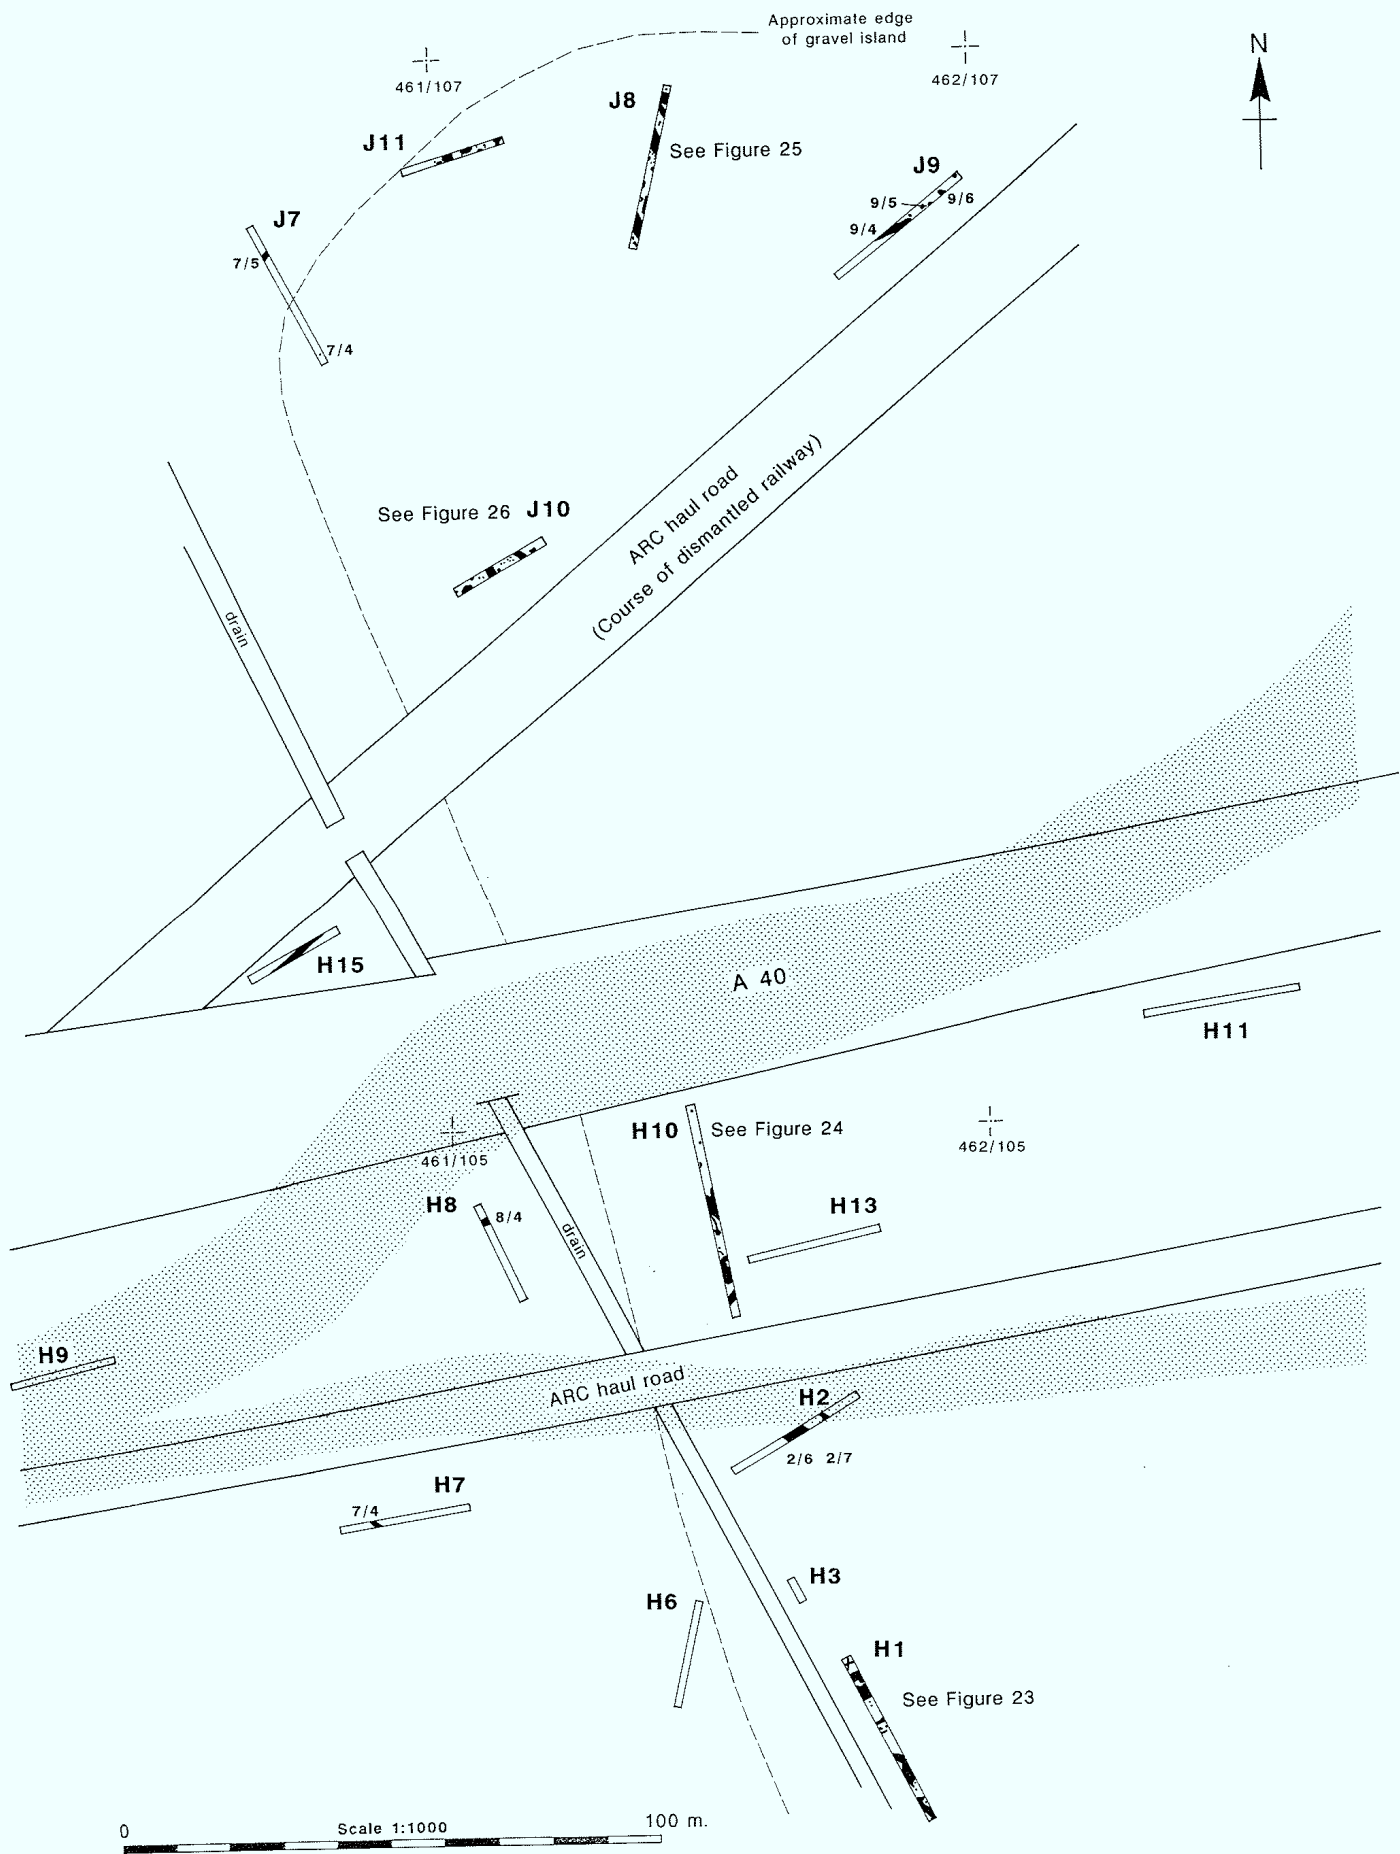 Approximate edge
of gravel island
N
461/107
462/107
J8
J11
See Figure 25
J9
9/5
9/6
9/4
J7
7/5
7/4
See Figure 26 J10
ARC haul road
(Course of dismantled railway)
drain
H15
A 40
H11
H10
See Figure 24
461/105
462/105
H8
8/4
H13
drain
H9
ARC haul road
H2
2/6 2/7
H7
7/4
H3
H6
H1
See Figure 23
0
Scale 1:1000
100 m.